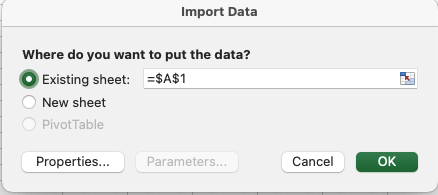 Import Data
Where do you want to put the data?
Existing sheet: =$A$1
New sheet
PivotTable
Properties... Parameters... Cancel OK